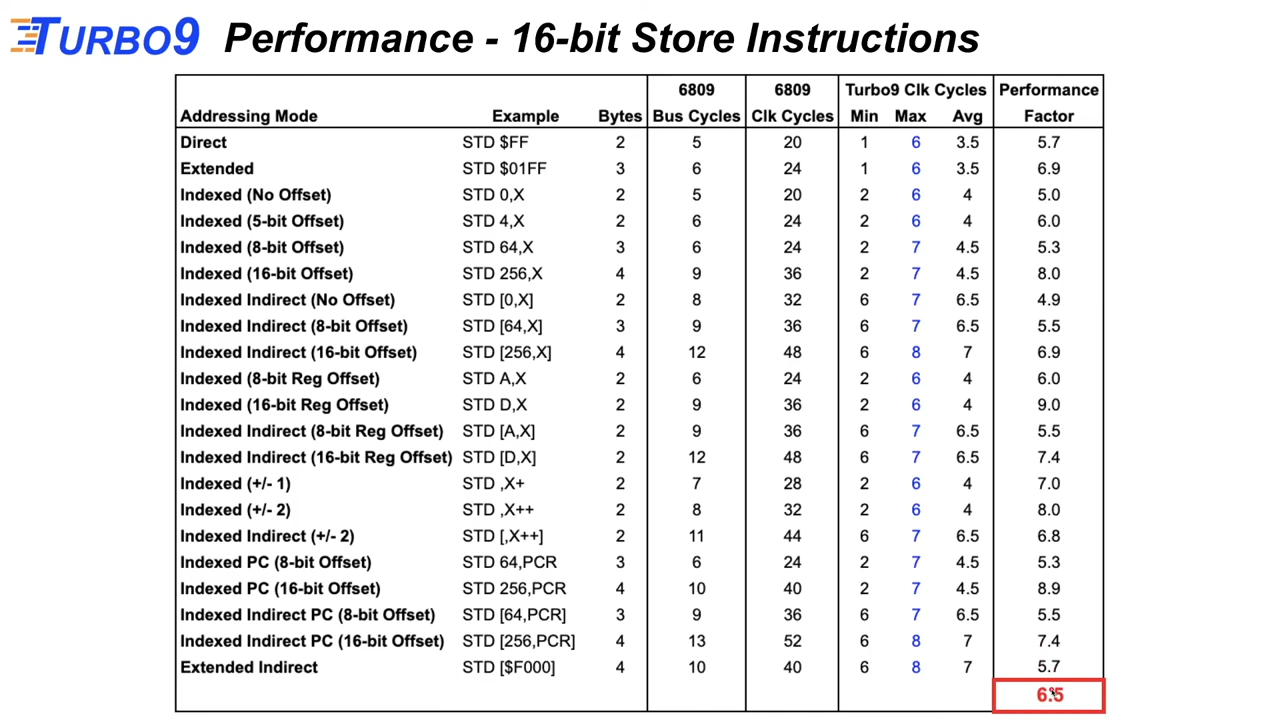 TURBO9 Performance - 16-bit Store Instructions
6809 6809 Turbo9 Clk Cycles Performance
Addressing Mode Example Bytes Bus Cycles Clk Cycles Min Max Avg Factor
Direct STD $FF 2 5 20 1 6 3.5 5.7
Extended STD $01FF 3 6 24 1 6 3.5 6.9
Indexed (No Offset) STD 0,X 2 5 20 2 6 4 5.0
Indexed (5-bit Offset) STD 4,X 2 6 24 2 6 4 6.0
Indexed (8-bit Offset) STD 64,X 3 6 24 2 7 4.5 5.3
Indexed (16-bit Offset) STD 256,X 4 9 36 2 7 4.5 8.0
Indexed Indirect (No Offset) STD [0,X] 2 8 32 6 7 6.5 4.9
Indexed Indirect (8-bit Offset) STD [64,X] 3 9 36 6 7 6.5 5.5
Indexed Indirect (16-bit Offset) STD [256,X] 4 12 48 6 8 7 6.9
Indexed (8-bit Reg Offset) STD A,X 2 6 24 2 6 4 6.0
Indexed (16-bit Reg Offset) STD D,X 2 9 36 2 6 4 9.0
Indexed Indirect (8-bit Reg Offset) STD [A,X] 2 9 36 6 7 6.5 5.5
Indexed Indirect (16-bit Reg Offset) STD [D,X] 2 12 48 6 7 6.5 7.4
Indexed (+/- 1) STD ,X+ 2 7 28 2 6 4 7.0
Indexed (+/- 2) STD ,X++ 2 8 32 2 6 4 8.0
Indexed Indirect (+/- 2) STD [,X++] 2 11 44 6 7 6.5 6.8
Indexed PC (8-bit Offset) STD 64,PCR 3 6 24 2 7 4.5 5.3
Indexed PC (16-bit Offset) STD 256,PCR 4 10 40 2 7 4.5 8.9
Indexed Indirect PC (8-bit Offset) STD [64,PCR] 3 9 36 6 7 6.5 5.5
Indexed Indirect PC (16-bit Offset) STD [256,PCR] 4 13 52 6 8 7 7.4
Extended Indirect STD [$F000] 4 10 40 6 8 7 5.7
6.5